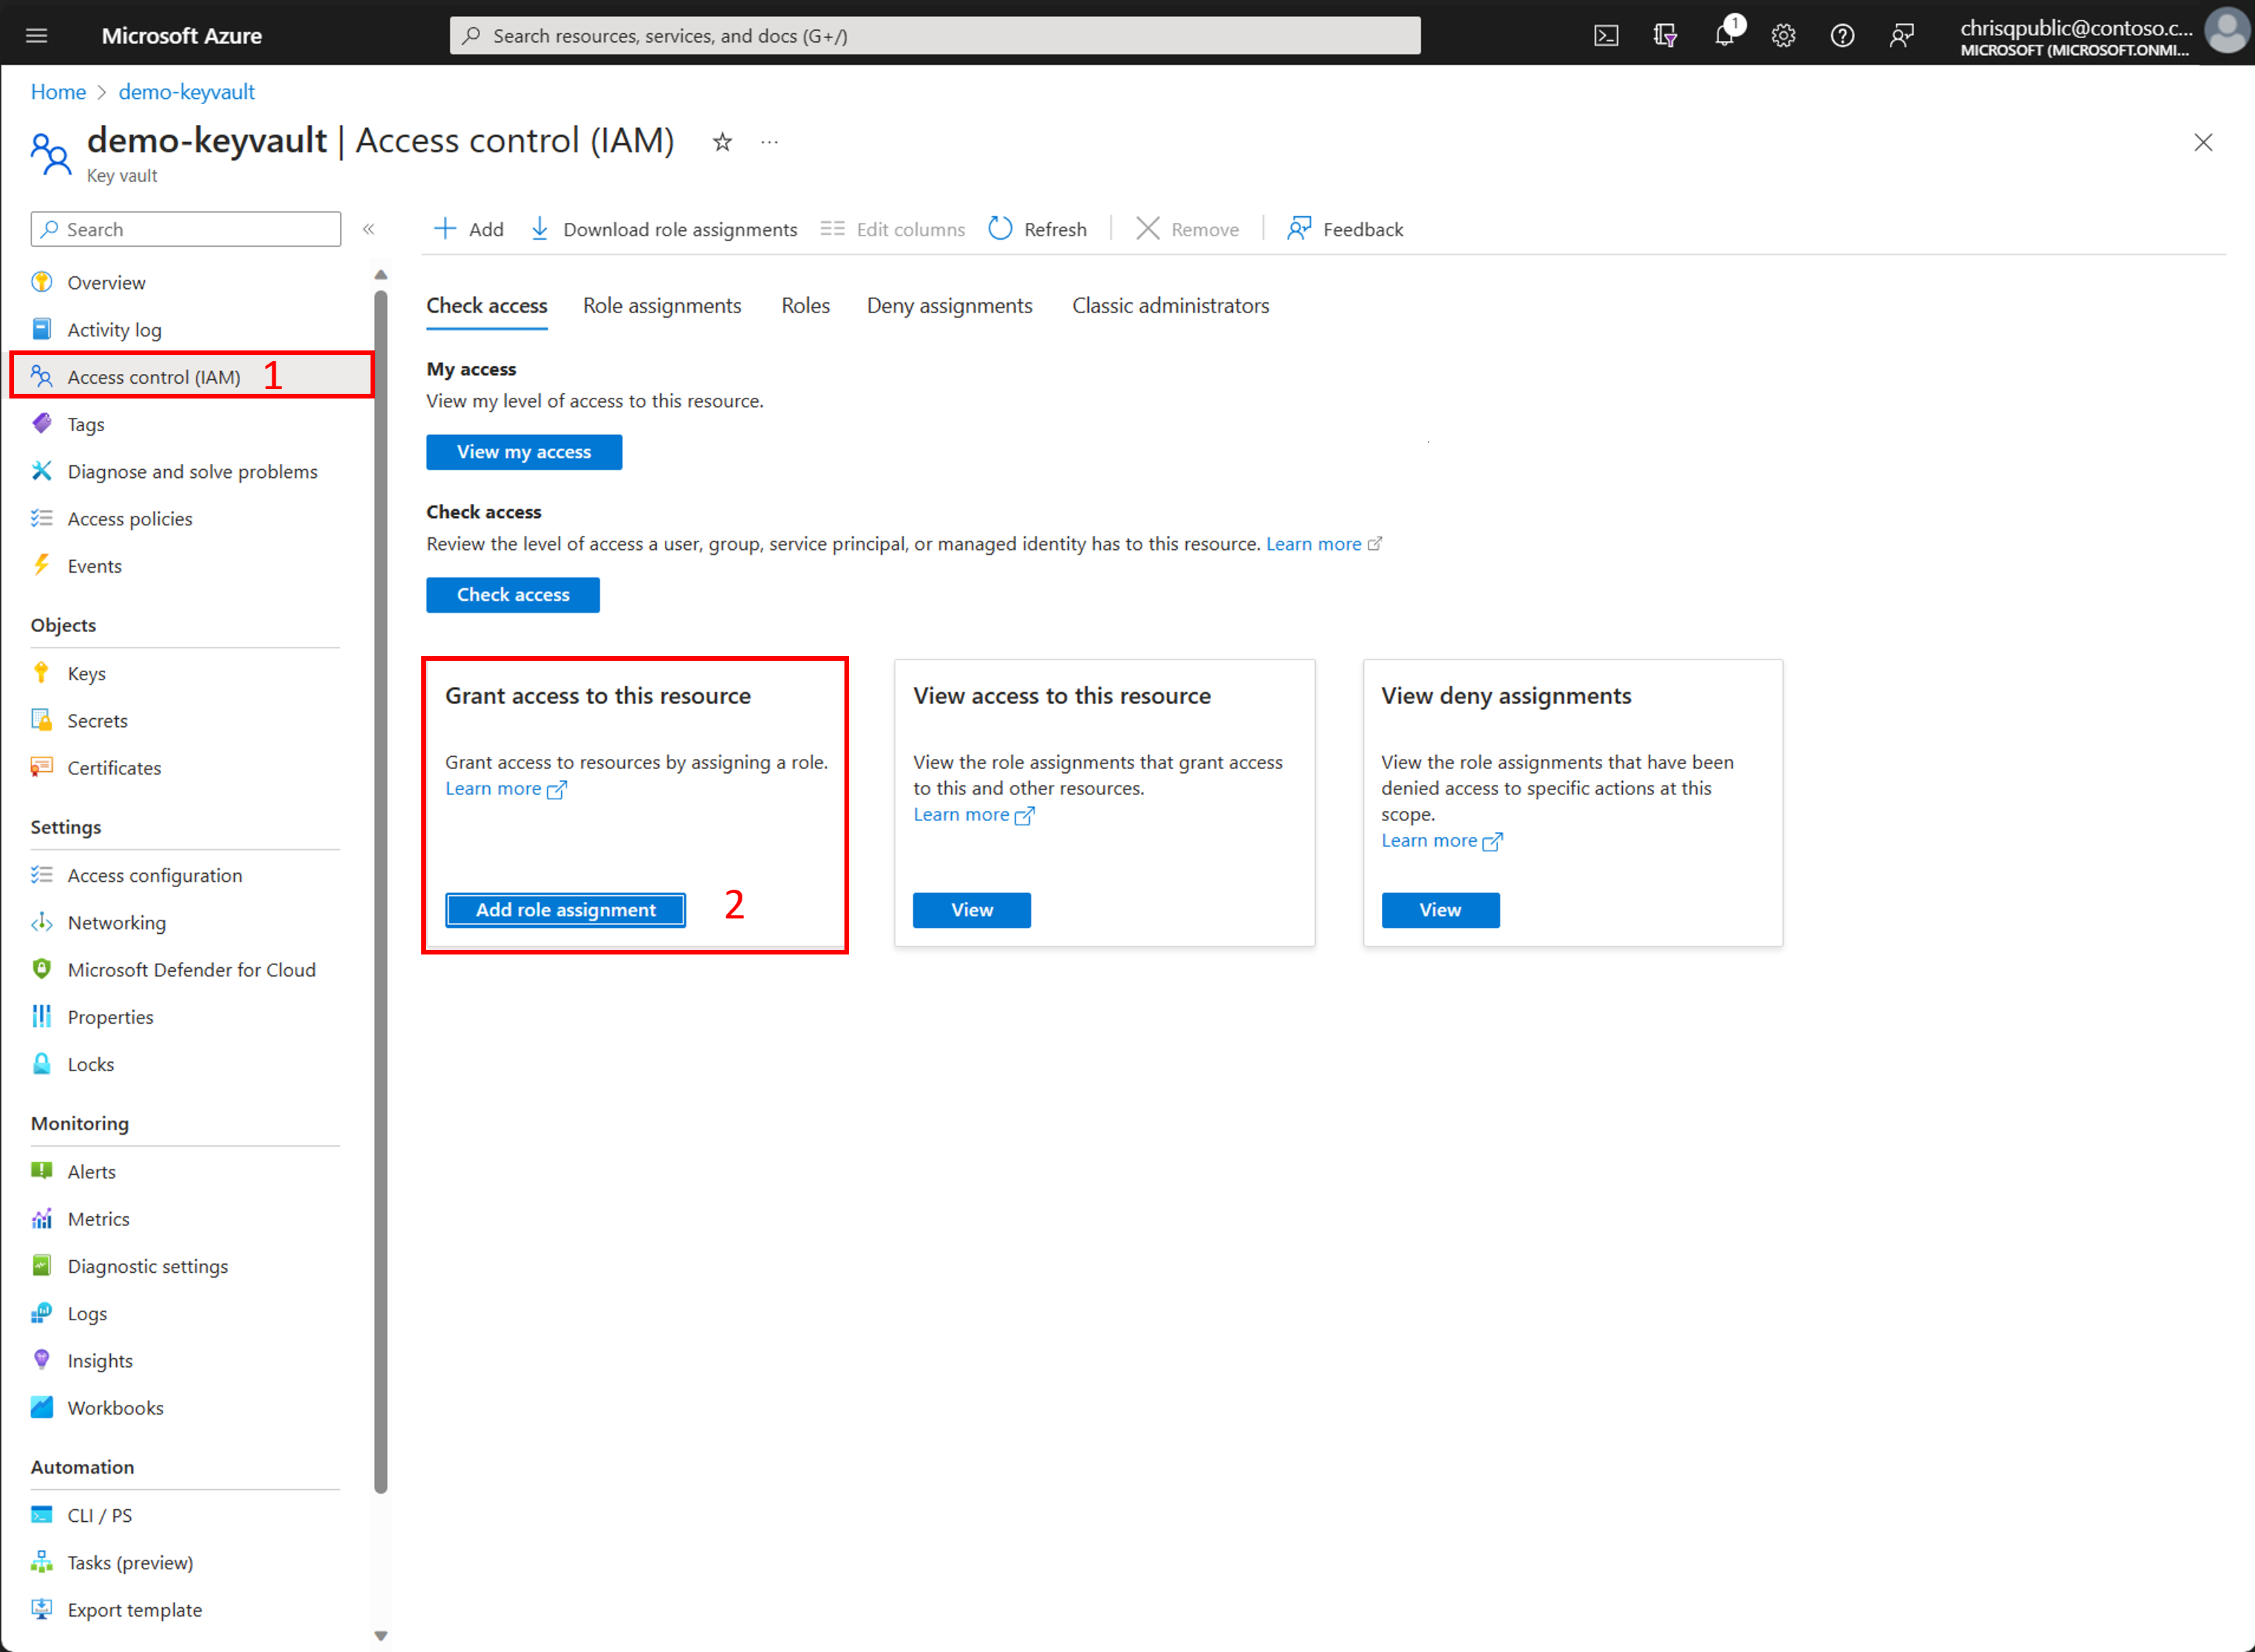 Microsoft Azure
Search resources, services, and docs (G+/)
1
chrisqpublic@contoso.c...
MICROSOFT (MICROSOFT.ONMI...
Home > demo-keyvault
demo-keyvault | Access control (IAM)
...
Key vault
Search
«
Add
Download role assignments
Edit columns
Refresh
Remove
Feedback
Overview
Activity log
Access control (IAM)
1
Tags
Diagnose and solve problems
Access policies
Events
Objects
Keys
Secrets
Certificates
Settings
Access configuration
Networking
Microsoft Defender for Cloud
Properties
Locks
Monitoring
Alerts
Metrics
Diagnostic settings
Logs
Insights
Workbooks
Automation
CLI / PS
Tasks (preview)
Export template
Check access
Role assignments
Roles
Deny assignments
Classic administrators
My access
View my level of access to this resource.
View my access
Check access
Review the level of access a user, group, service principal, or managed identity has to this resource. Learn more
Check access
Grant access to this resource
Grant access to resources by assigning a role.
Learn more
Add role assignment
2
View access to this resource
View the role assignments that grant access
to this and other resources.
Learn more
View
View deny assignments
View the role assignments that have been
denied access to specific actions at this
scope.
Learn more
View